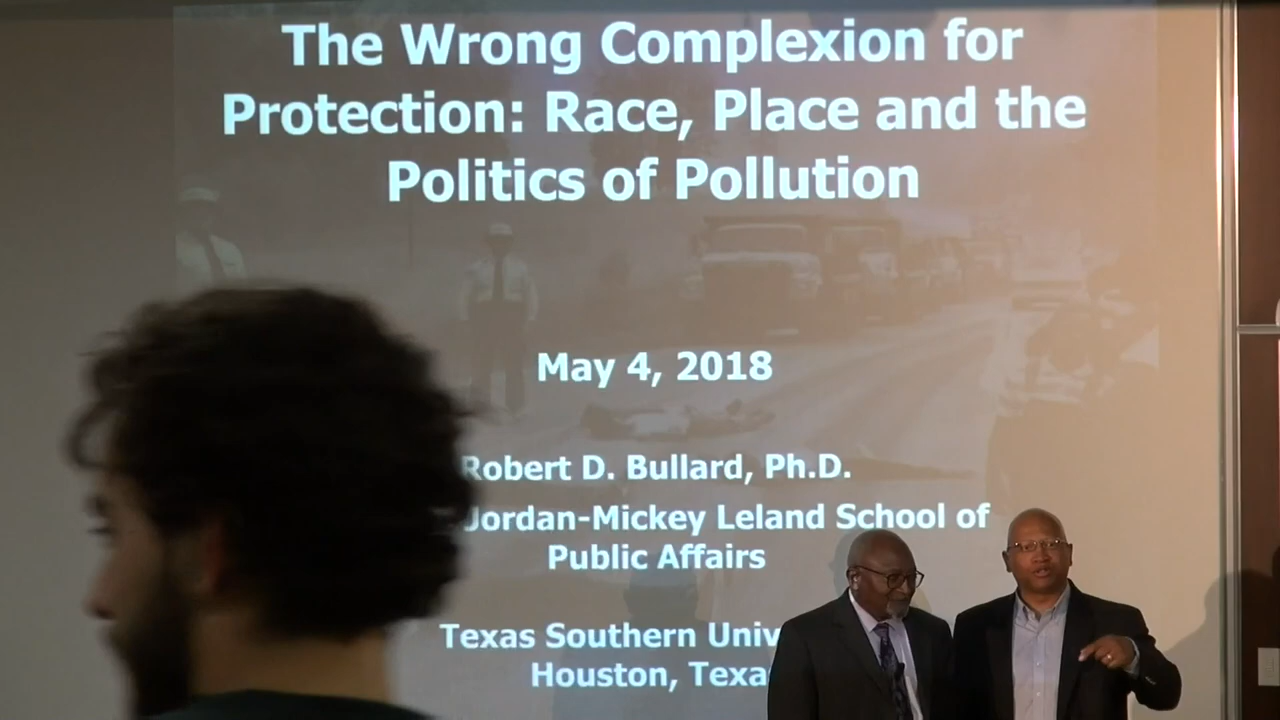 The Wrong Complexion for
Protection: Race, Place and the
Politics of Pollution
May 4, 2018
Robert D. Bullard, Ph.D.
Jordan-Mickey Leland School of
Public Affairs
Texas Southern Univ
Houston, Texa